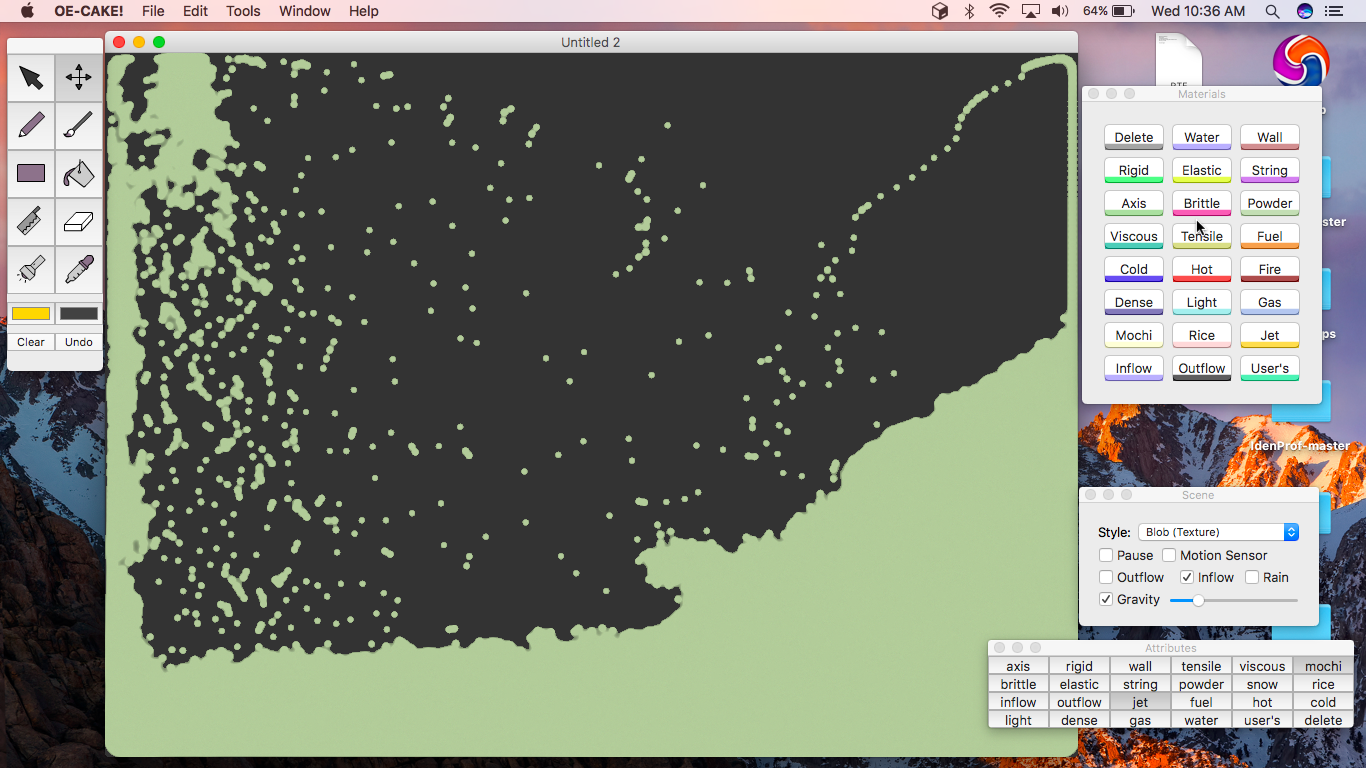 OE-CAKE! File Edit Tools Window Help 64% Wed 10:36 AM
Untitled 2
Clear Undo
Materials
Delete Water Wall
Rigid Elastic String
Axis Brittle Powder
Viscous Tensile Fuel
Cold Hot Fire
Dense Light Gas
Mochi Rice Jet
Inflow Outflow User's
ster
ps
IdenProf-master
Scene
Style: Blob (Texture)
Pause Motion Sensor
Outflow Inflow Rain
Gravity
Attributes
axis rigid wall tensile viscous mochi
brittle elastic string powder snow rice
inflow outflow jet fuel hot cold
light dense gas water user's delete